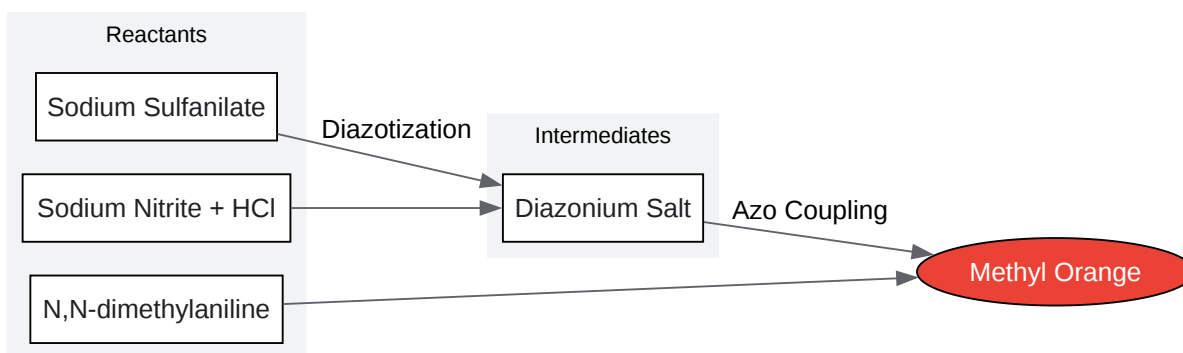 Reactants
Sodium Sulfanilate
Diazotization
Intermediates
Sodium Nitrite + HCl
Diazonium Salt
Azo Coupling
Methyl Orange
N,N-dimethylaniline